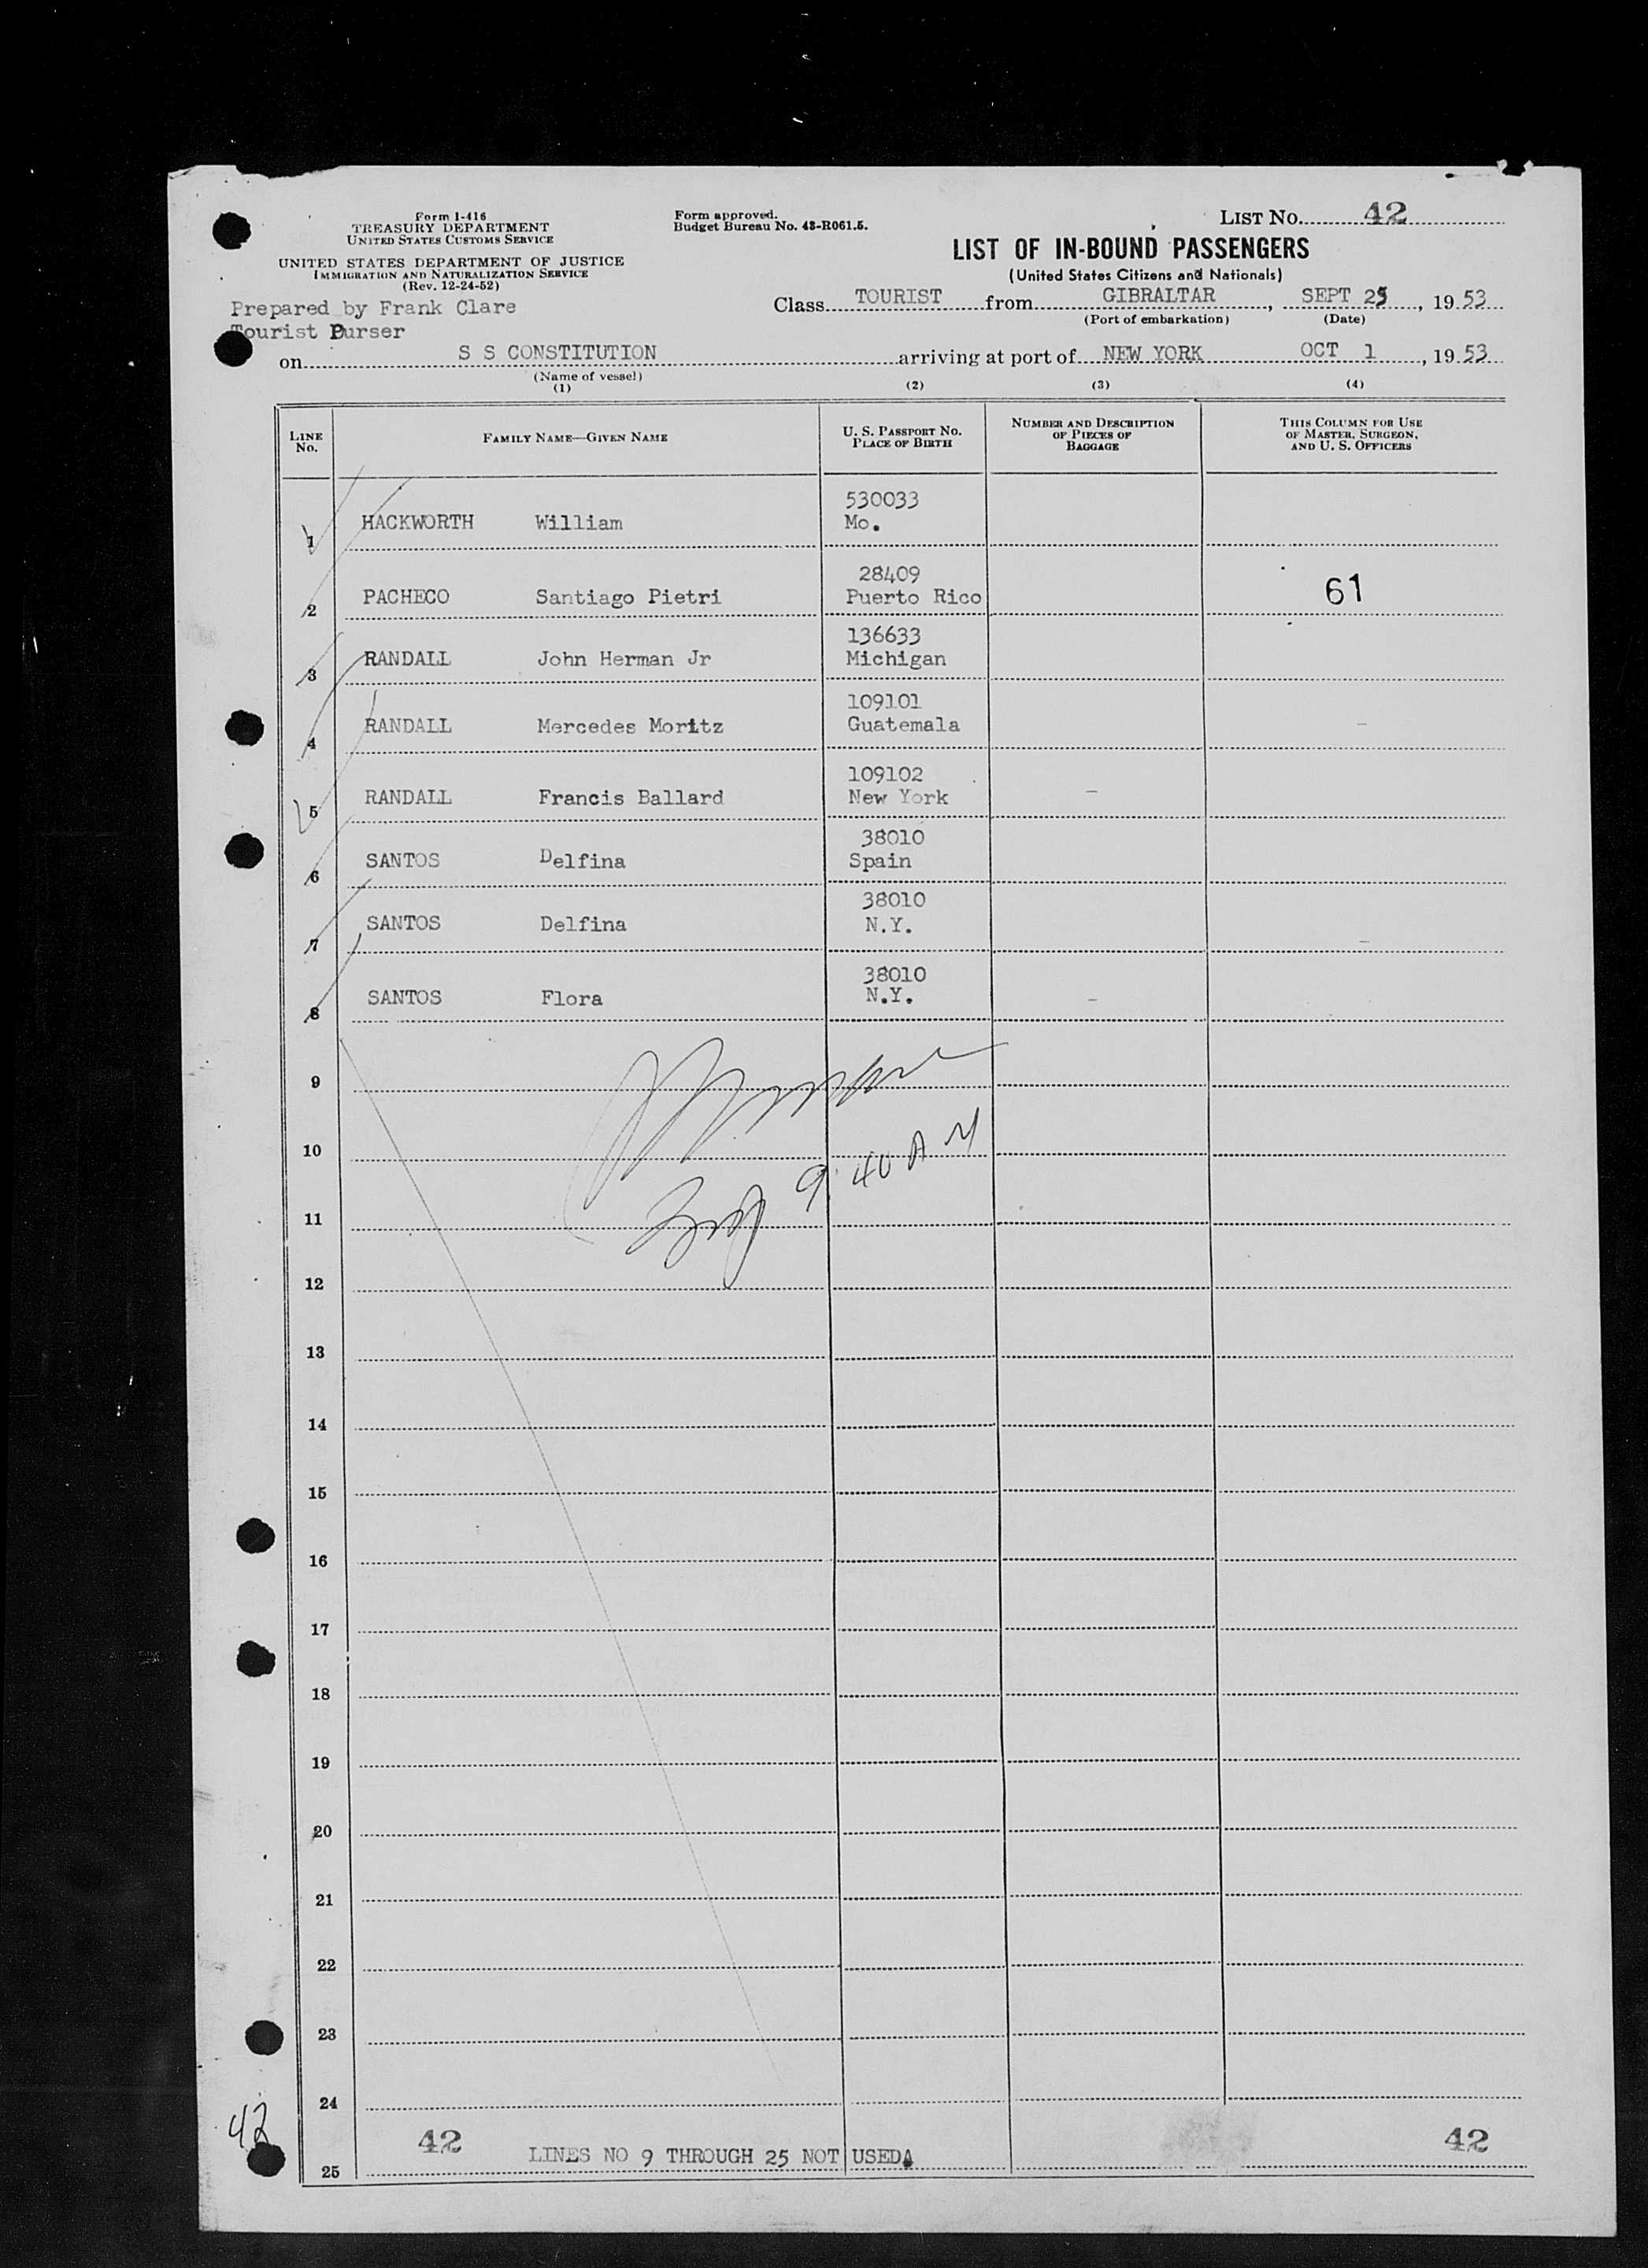 Form I-416
TREASURY DEPARTMENT
UNITED STATES CUSTOMS SERVICE
UNITED STATES DEPARTMENT OF JUSTICE
IMMIGRATION AND NATURALIZATION SERVICE
(Rev. 12-24-52)
Form approved.
Budget Bureau No. 43-R061.5.
LIST No. 42
LIST OF IN-BOUND PASSENGERS
(United States Citizens and Nationals)
Prepared by Frank Clare
Tourist Purser
Class TOURIST from GIBRALTAR, SEPT 25, 1953
(Port of embarkation) (Date)
on S S CONSTITUTION arriving at port of NEW YORK OCT 1, 1953
(Name of vessel)
(1) (2) (3) (4)
LINE No. FAMILY NAME—GIVEN NAME U. S. PASSPORT No. PLACE OF BIRTH NUMBER AND DESCRIPTION OF PIECES OF BAGGAGE THIS COLUMN FOR USE OF MASTER, SURGEON, AND U. S. OFFICERS
530033
1 HACKWORTH William Mo.
28409
2 PACHECO Santiago Pietri Puerto Rico 61
136633
3 RANDALL John Herman Jr Michigan
109101
4 RANDALL Mercedes Moritz Guatemala
109102
5 RANDALL Francis Ballard New York
38010
6 SANTOS Delfina Spain
38010
7 SANTOS Delfina N.Y.
38010
8 SANTOS Flora N.Y.
9
10
9 40 A M
11
12
13
14
15
16
17
18
19
20
21
22
23
24
42
42 42
25 LINES NO 9 THROUGH 25 NOT USED